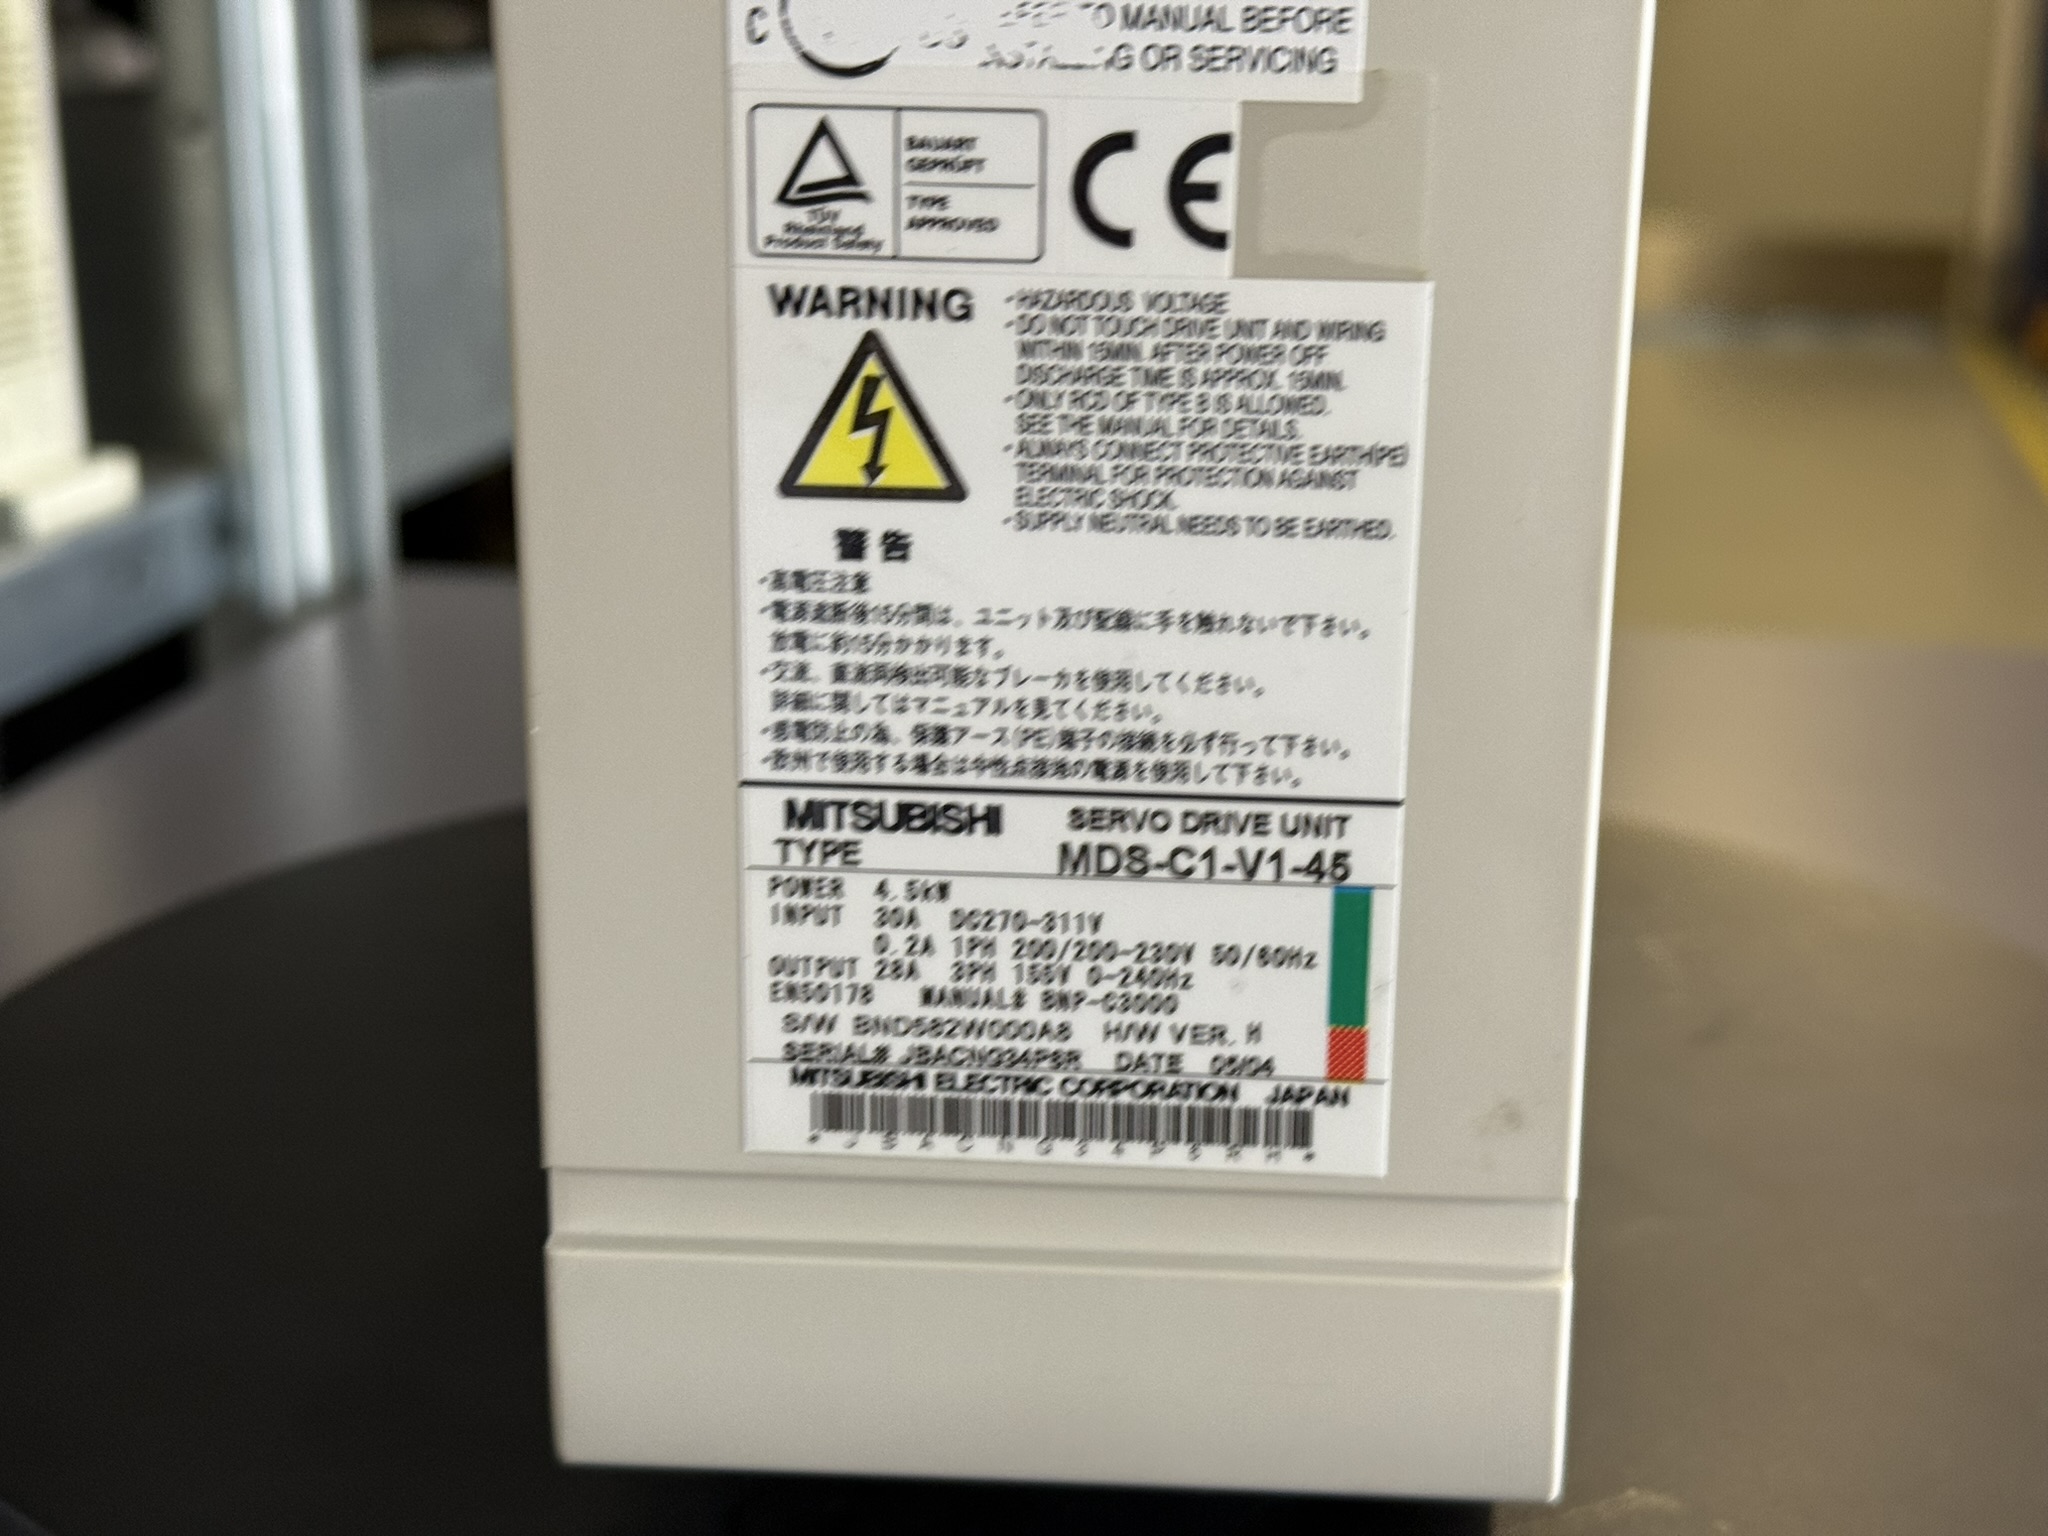 C
TO MANUAL BEFORE
OR SERVICING
TÜV
Rheinland
Product Safety
BAUART
GEPRÜFT
TYPE
APPROVED
CE
WARNING
・HAZARDOUS VOLTAGE
・DO NOT TOUCH DRIVE UNIT AND WIRING
WITHIN 15MIN. AFTER POWER OFF
DISCHARGE TIME IS APPROX. 15MIN.
・ONLY RCD OF TYPE B IS ALLOWED.
SEE THE MANUAL FOR DETAILS.
・ALWAYS CONNECT PROTECTIVE EARTH(PE)
TERMINAL FOR PROTECTION AGAINST
ELECTRIC SHOCK.
・SUPPLY NEUTRAL NEEDS TO BE EARTHED.
警告
・高電圧注意
・電源遮断後15分間は、ユニット及び配線に手を触れないで下さい。
放電に約15分かかります。
・交流、直流両検出可能なブレーカを使用してください。
詳細に関してはマニュアルを見てください。
・感電防止の為、保護アース(PE)端子の接続を必ず行って下さい。
・欧州で使用する場合は中性点接地の電源を使用して下さい。
MITSUBISHI SERVO DRIVE UNIT
TYPE MDS-C1-V1-45
POWER 4.5kW
INPUT 30A DC270-311V
0.2A 1PH 200/200-230V 50/60Hz
OUTPUT 28A 3PH 155V 0-240Hz
EN50178 MANUAL# BNP-C3000
S/W BND582W000A8 H/W VER. H
SERIAL# DATE 05/04
MITSUBISHI ELECTRIC CORPORATION JAPAN